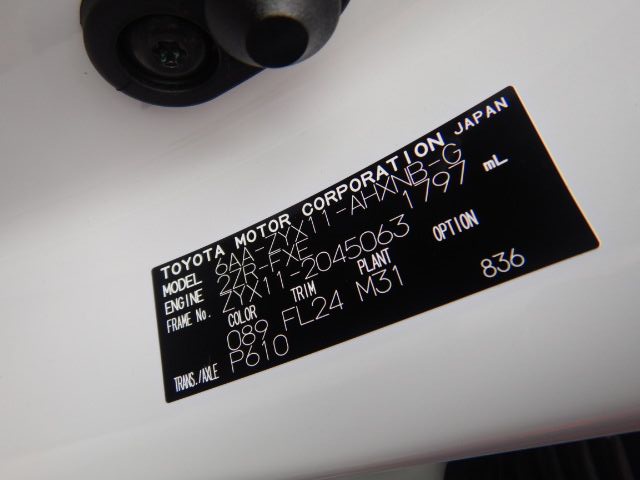 TOYOTA MOTOR CORPORATION JAPAN
MODEL 6AA-ZYX11-AHXNB-G
ENGINE 2ZR-FXE 1797 mL
FRAME No. ZYX11-2045063
COLOR TRIM PLANT OPTION
089 FL24 M31
TRANS./AXLE P610 836